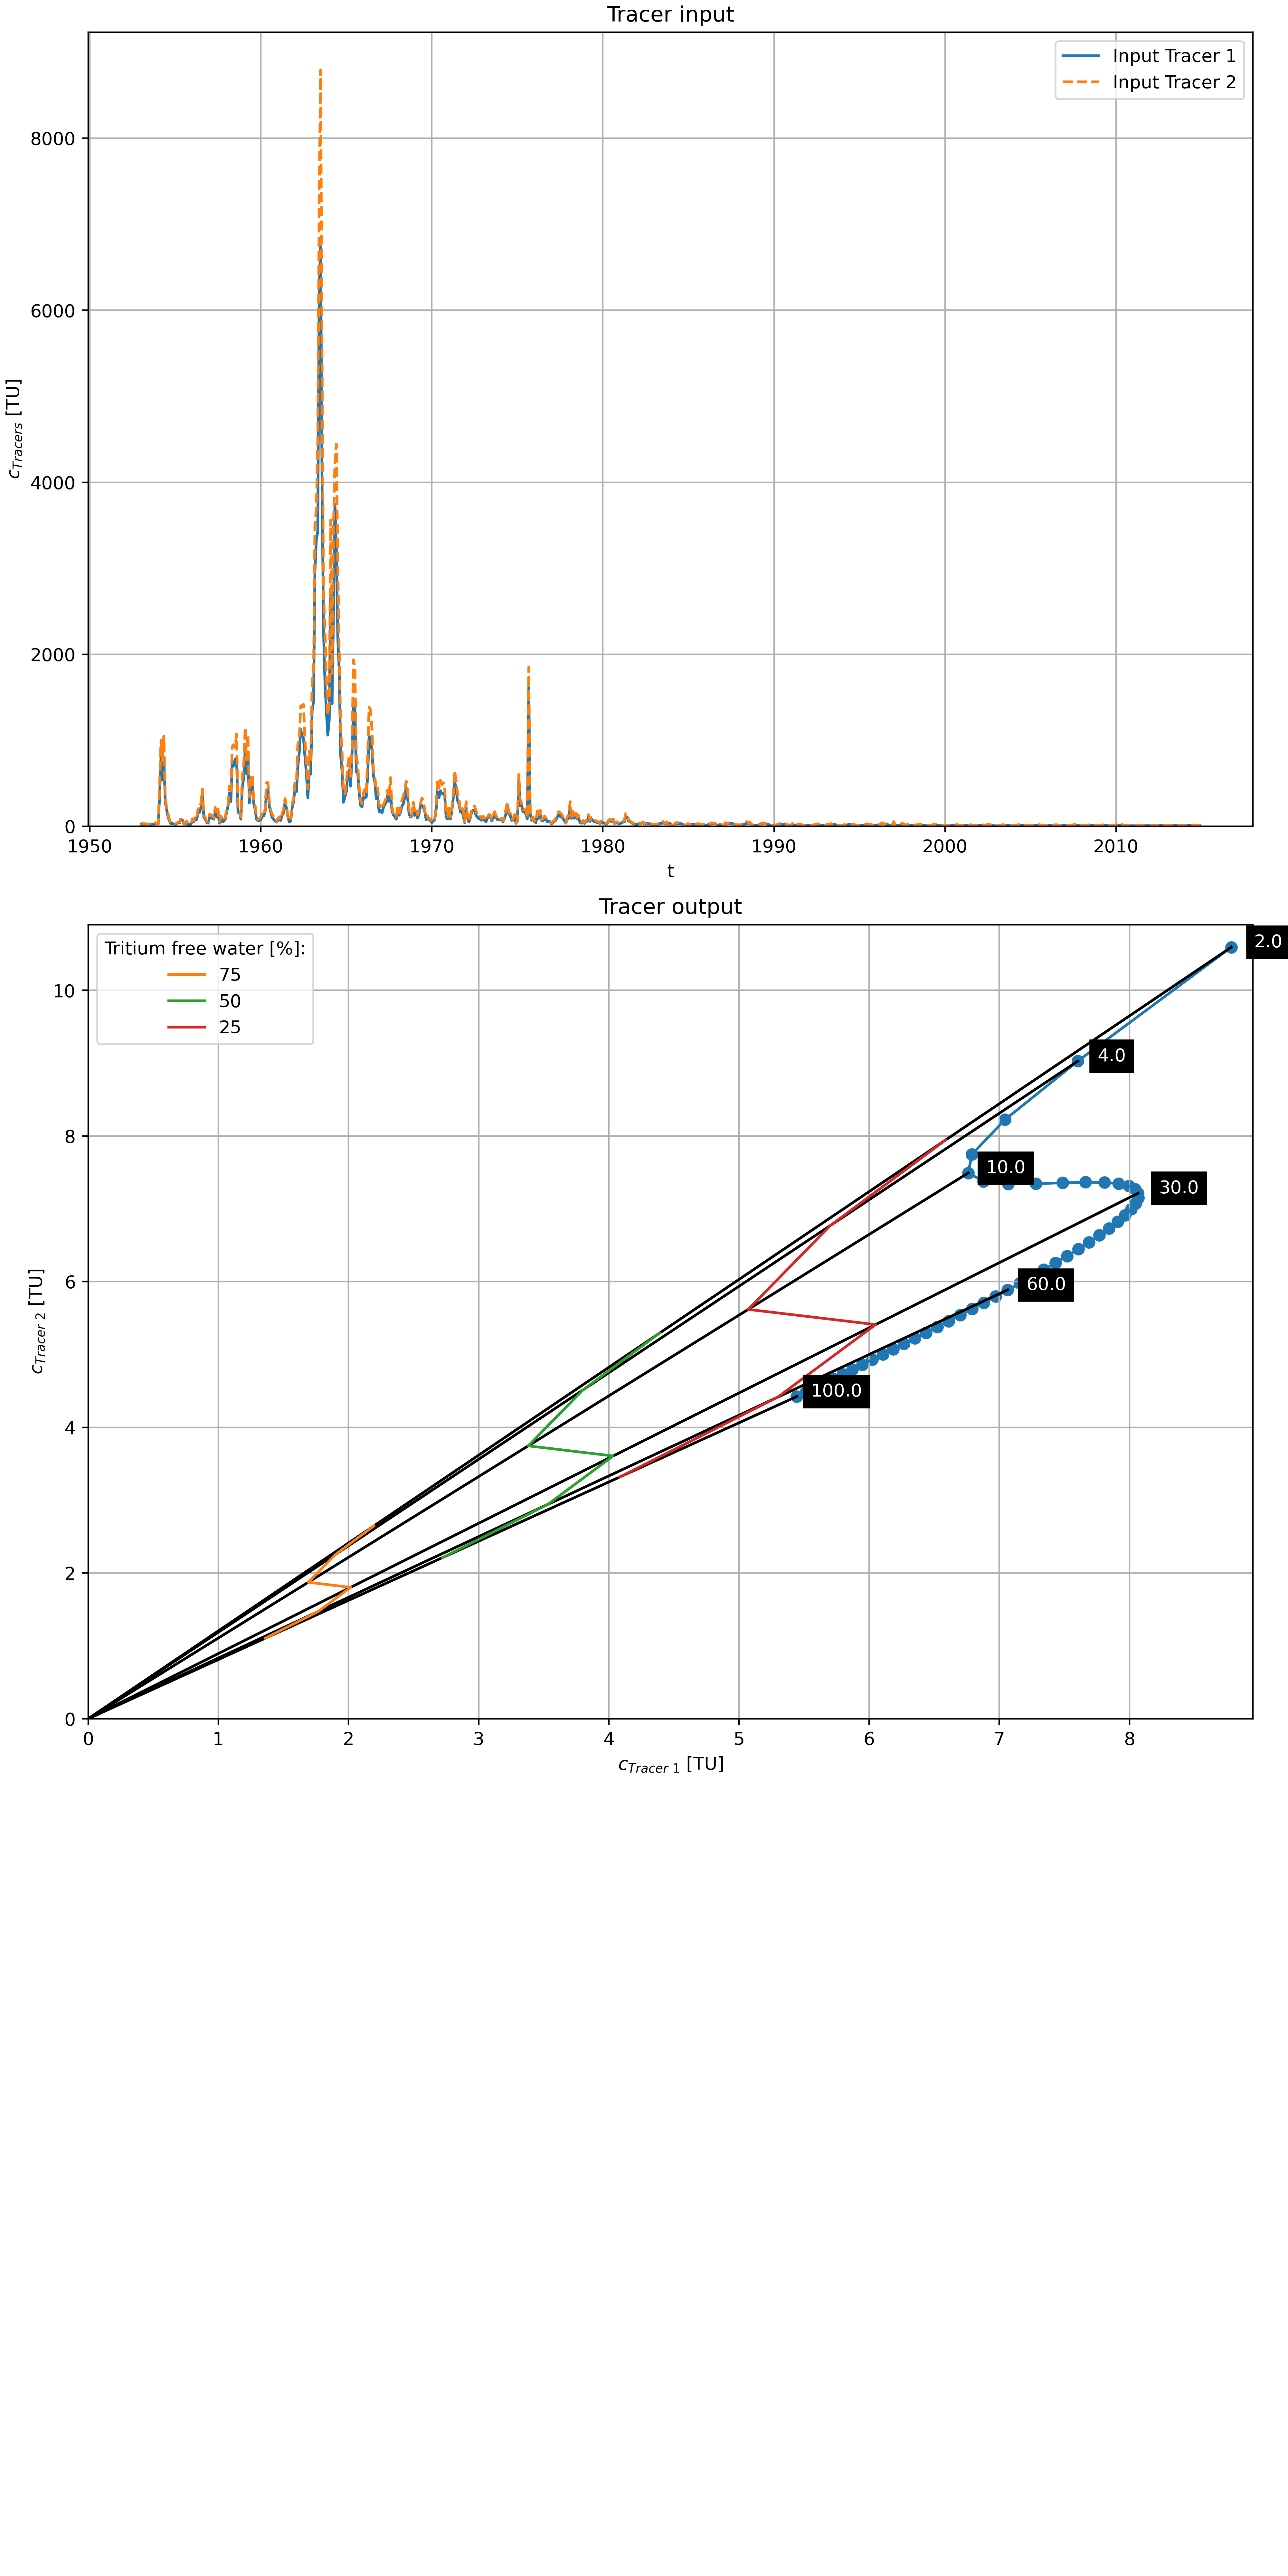 Tracer input
Input Tracer 1
Input Tracer 2
c_Tracers [TU]
8000
6000
4000
2000
0
1950 1960 1970 1980 1990 2000 2010
t
Tracer output
Tritium free water [%]:
75
50
25
2.0
4.0
10.0
30.0
60.0
100.0
c_Tracer 2 [TU]
10
8
6
4
2
0
0 1 2 3 4 5 6 7 8
c_Tracer 1 [TU]